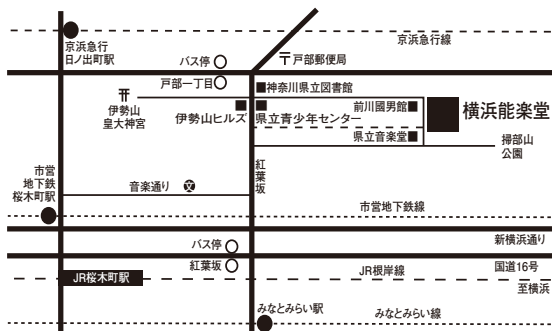 京浜急行線
京浜急行
日ノ出町駅
バス停
〒戸部郵便局
戸部一丁目
神奈川県立図書館
伊勢山
皇大神宮
伊勢山ヒルズ
県立青少年センター
前川國男館
横浜能楽堂
県立音楽堂
掃部山
公園
紅葉坂
市営
地下鉄
桜木町駅
音楽通り
文
市営地下鉄線
新横浜通り
バス停
紅葉坂
JR桜木町駅
JR根岸線
国道16号
至横浜
みなとみらい駅
みなとみらい線